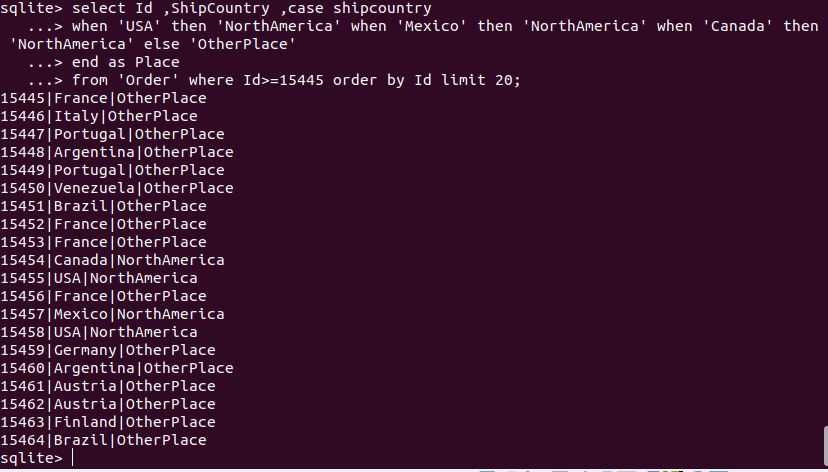 sqlite> select Id ,ShipCountry ,case shipcountry
...> when 'USA' then 'NorthAmerica' when 'Mexico' then 'NorthAmerica' when 'Canada' then
'NorthAmerica' else 'OtherPlace'
...> end as Place
...> from 'Order' where Id>=15445 order by Id limit 20;
15445|France|OtherPlace
15446|Italy|OtherPlace
15447|Portugal|OtherPlace
15448|Argentina|OtherPlace
15449|Portugal|OtherPlace
15450|Venezuela|OtherPlace
15451|Brazil|OtherPlace
15452|France|OtherPlace
15453|France|OtherPlace
15454|Canada|NorthAmerica
15455|USA|NorthAmerica
15456|France|OtherPlace
15457|Mexico|NorthAmerica
15458|USA|NorthAmerica
15459|Germany|OtherPlace
15460|Argentina|OtherPlace
15461|Austria|OtherPlace
15462|Austria|OtherPlace
15463|Finland|OtherPlace
15464|Brazil|OtherPlace
sqlite>